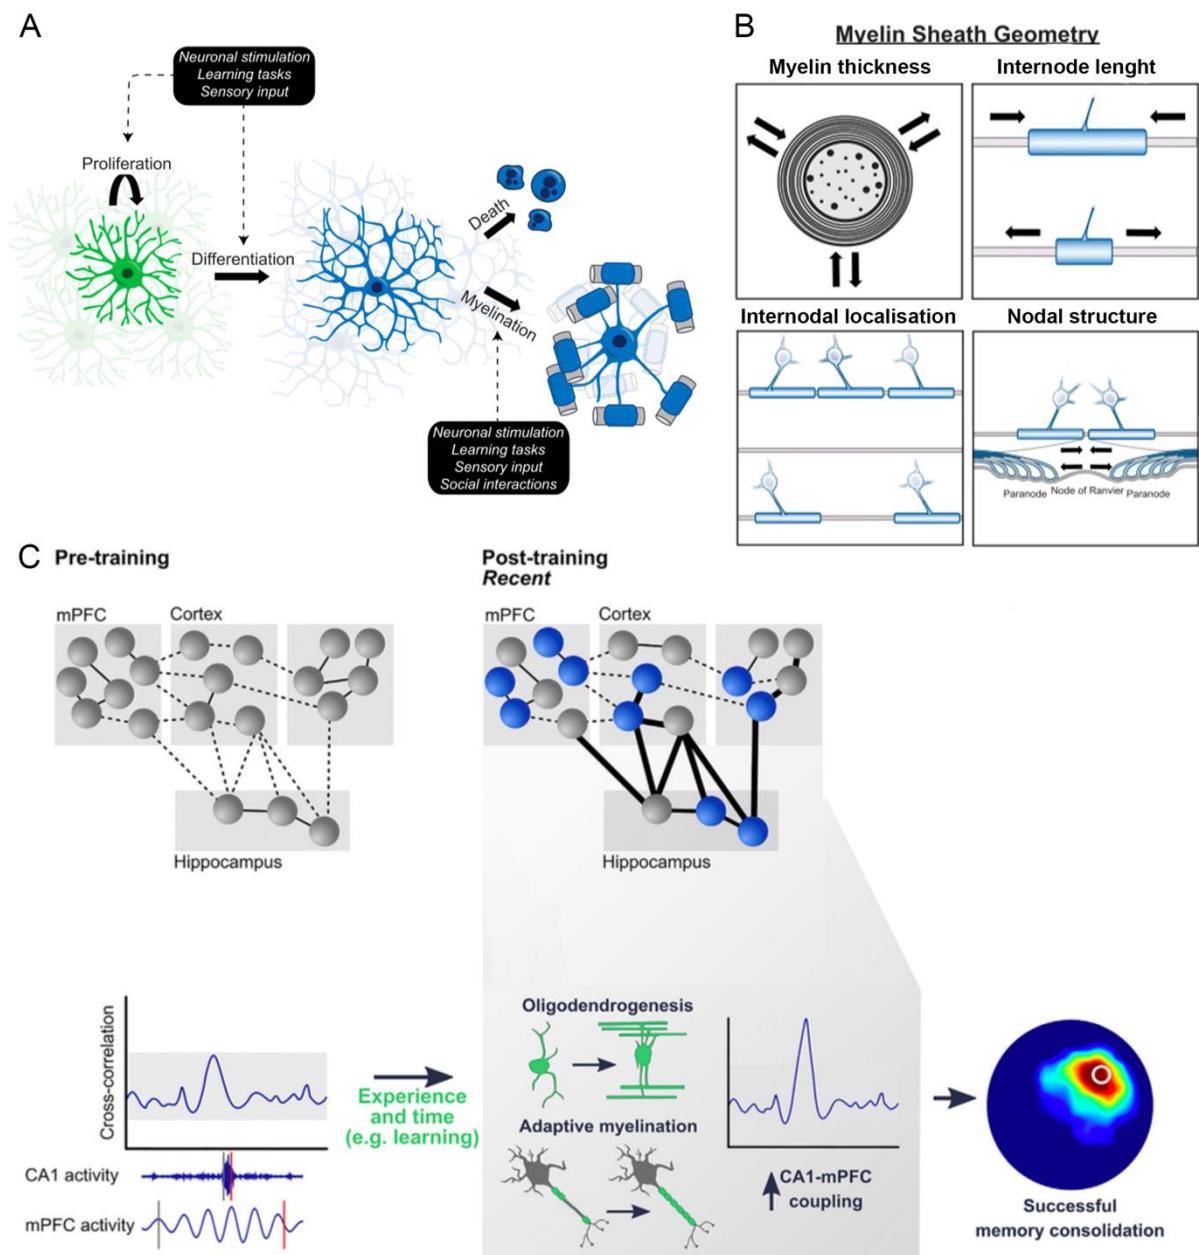 A
Neuronal stimulation
Learning tasks
Sensory input
Proliferation
Differentiation
Death
Myelination
Neuronal stimulation
Learning tasks
Sensory input
Social interactions
B
Myelin Sheath Geometry
Myelin thickness
Internode lenght
Internodal localisation
Nodal structure
Paranode Node of Ranvier Paranode
C
Pre-training
mPFC
Cortex
Hippocampus
Post-training
Recent
mPFC
Cortex
Hippocampus
Cross-correlation
CA1 activity
mPFC activity
Experience
and time
(e.g. learning)
Oligodendrogenesis
Adaptive myelination
CA1-mPFC
coupling
Successful
memory consolidation